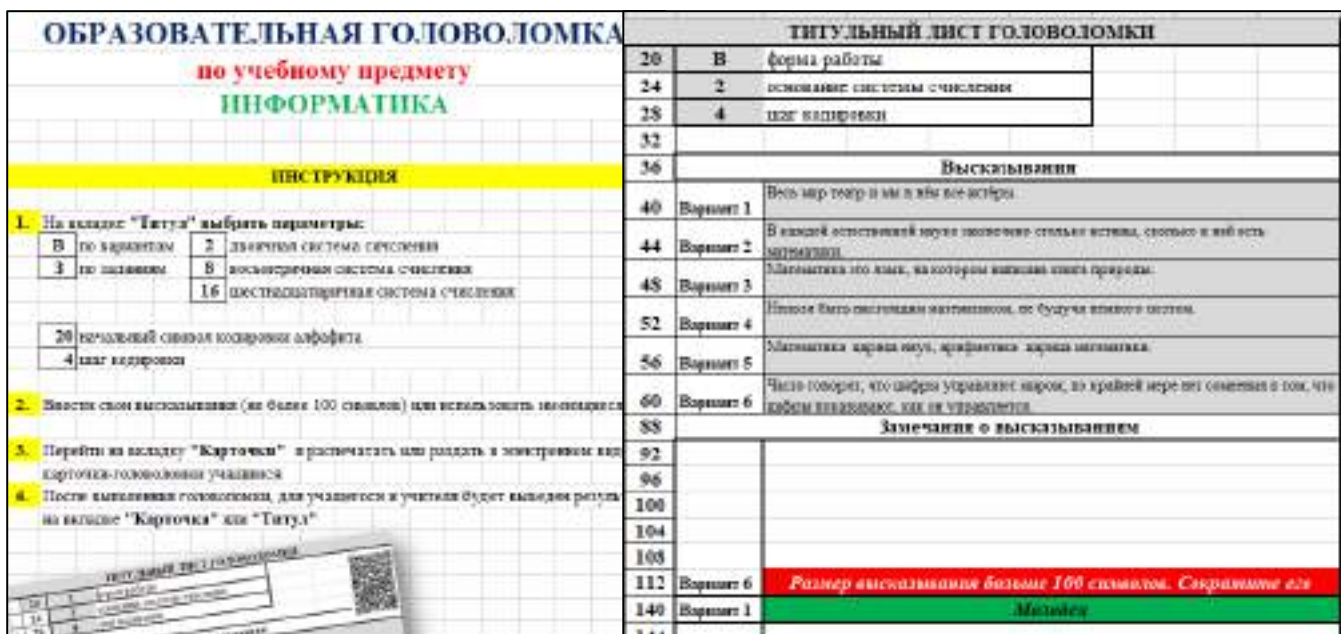 ОБРАЗОВАТЕЛЬНАЯ ГОЛОВОЛОМКА
по учебному предмету
ИНФОРМАТИКА
ИНСТРУКЦИЯ
1. На вкладке "Титул" выбрать параметры:
В по вариантам 2 двоичная система счисления
З по заданиям 8 восьмеричная система счисления
16 шестнадцатиричная система счисления
20 начальный символ кодировки алфавита
4 шаг кодировки
2. Ввести свои высказывания (не более 100 символов) или использовать
3. Перейти на вкладку "Карточки" и распечатать или раздать в электронном
карточки-головоломки учащимся
4. После выполнения головоломки, для учащегося и учителя будет выведен
на вкладке "Карточка" или "Титул"
ТИТУЛЬНЫЙ ЛИСТ ГОЛОВОЛОМКИ
ТИТУЛЬНЫЙ ЛИСТ ГОЛОВОЛОМКИ
20 В форма работы
24 2 основание системы счисления
28 4 шаг кодировки
32
36 Высказывания
40 Вариант 1 Весь мир театр и мы в нём все актёры.
44 Вариант 2 В каждой естественной науке заключено столько истины, сколько в ней есть
математики.
48 Вариант 3 Математика это язык, на котором написана книга природы.
52 Вариант 4 Нельзя быть настоящим математиком, не будучи немного поэтом.
56 Вариант 5 Математика царица наук, арифметика царица математики.
60 Вариант 6 Часто говорят, что цифры управляют миром, по крайней мере нет сомнения в том, что
цифры показывают, как он управляется.
88 Замечания о высказываниям
92
96
100
104
108
112 Вариант 6 Размер высказывания больше 100 символов. Сократите его
140 Вариант 1 Молодец
144